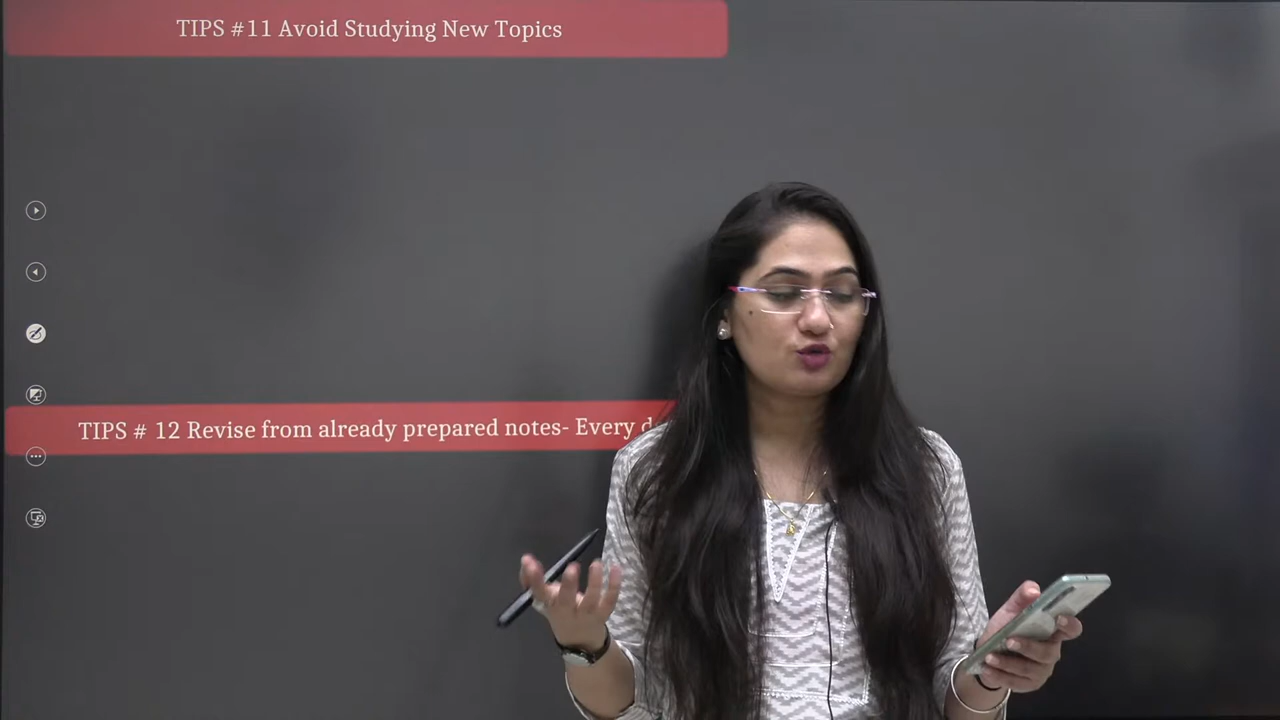 TIPS #11 Avoid Studying New Topics
TIPS # 12 Revise from already prepared notes- Every